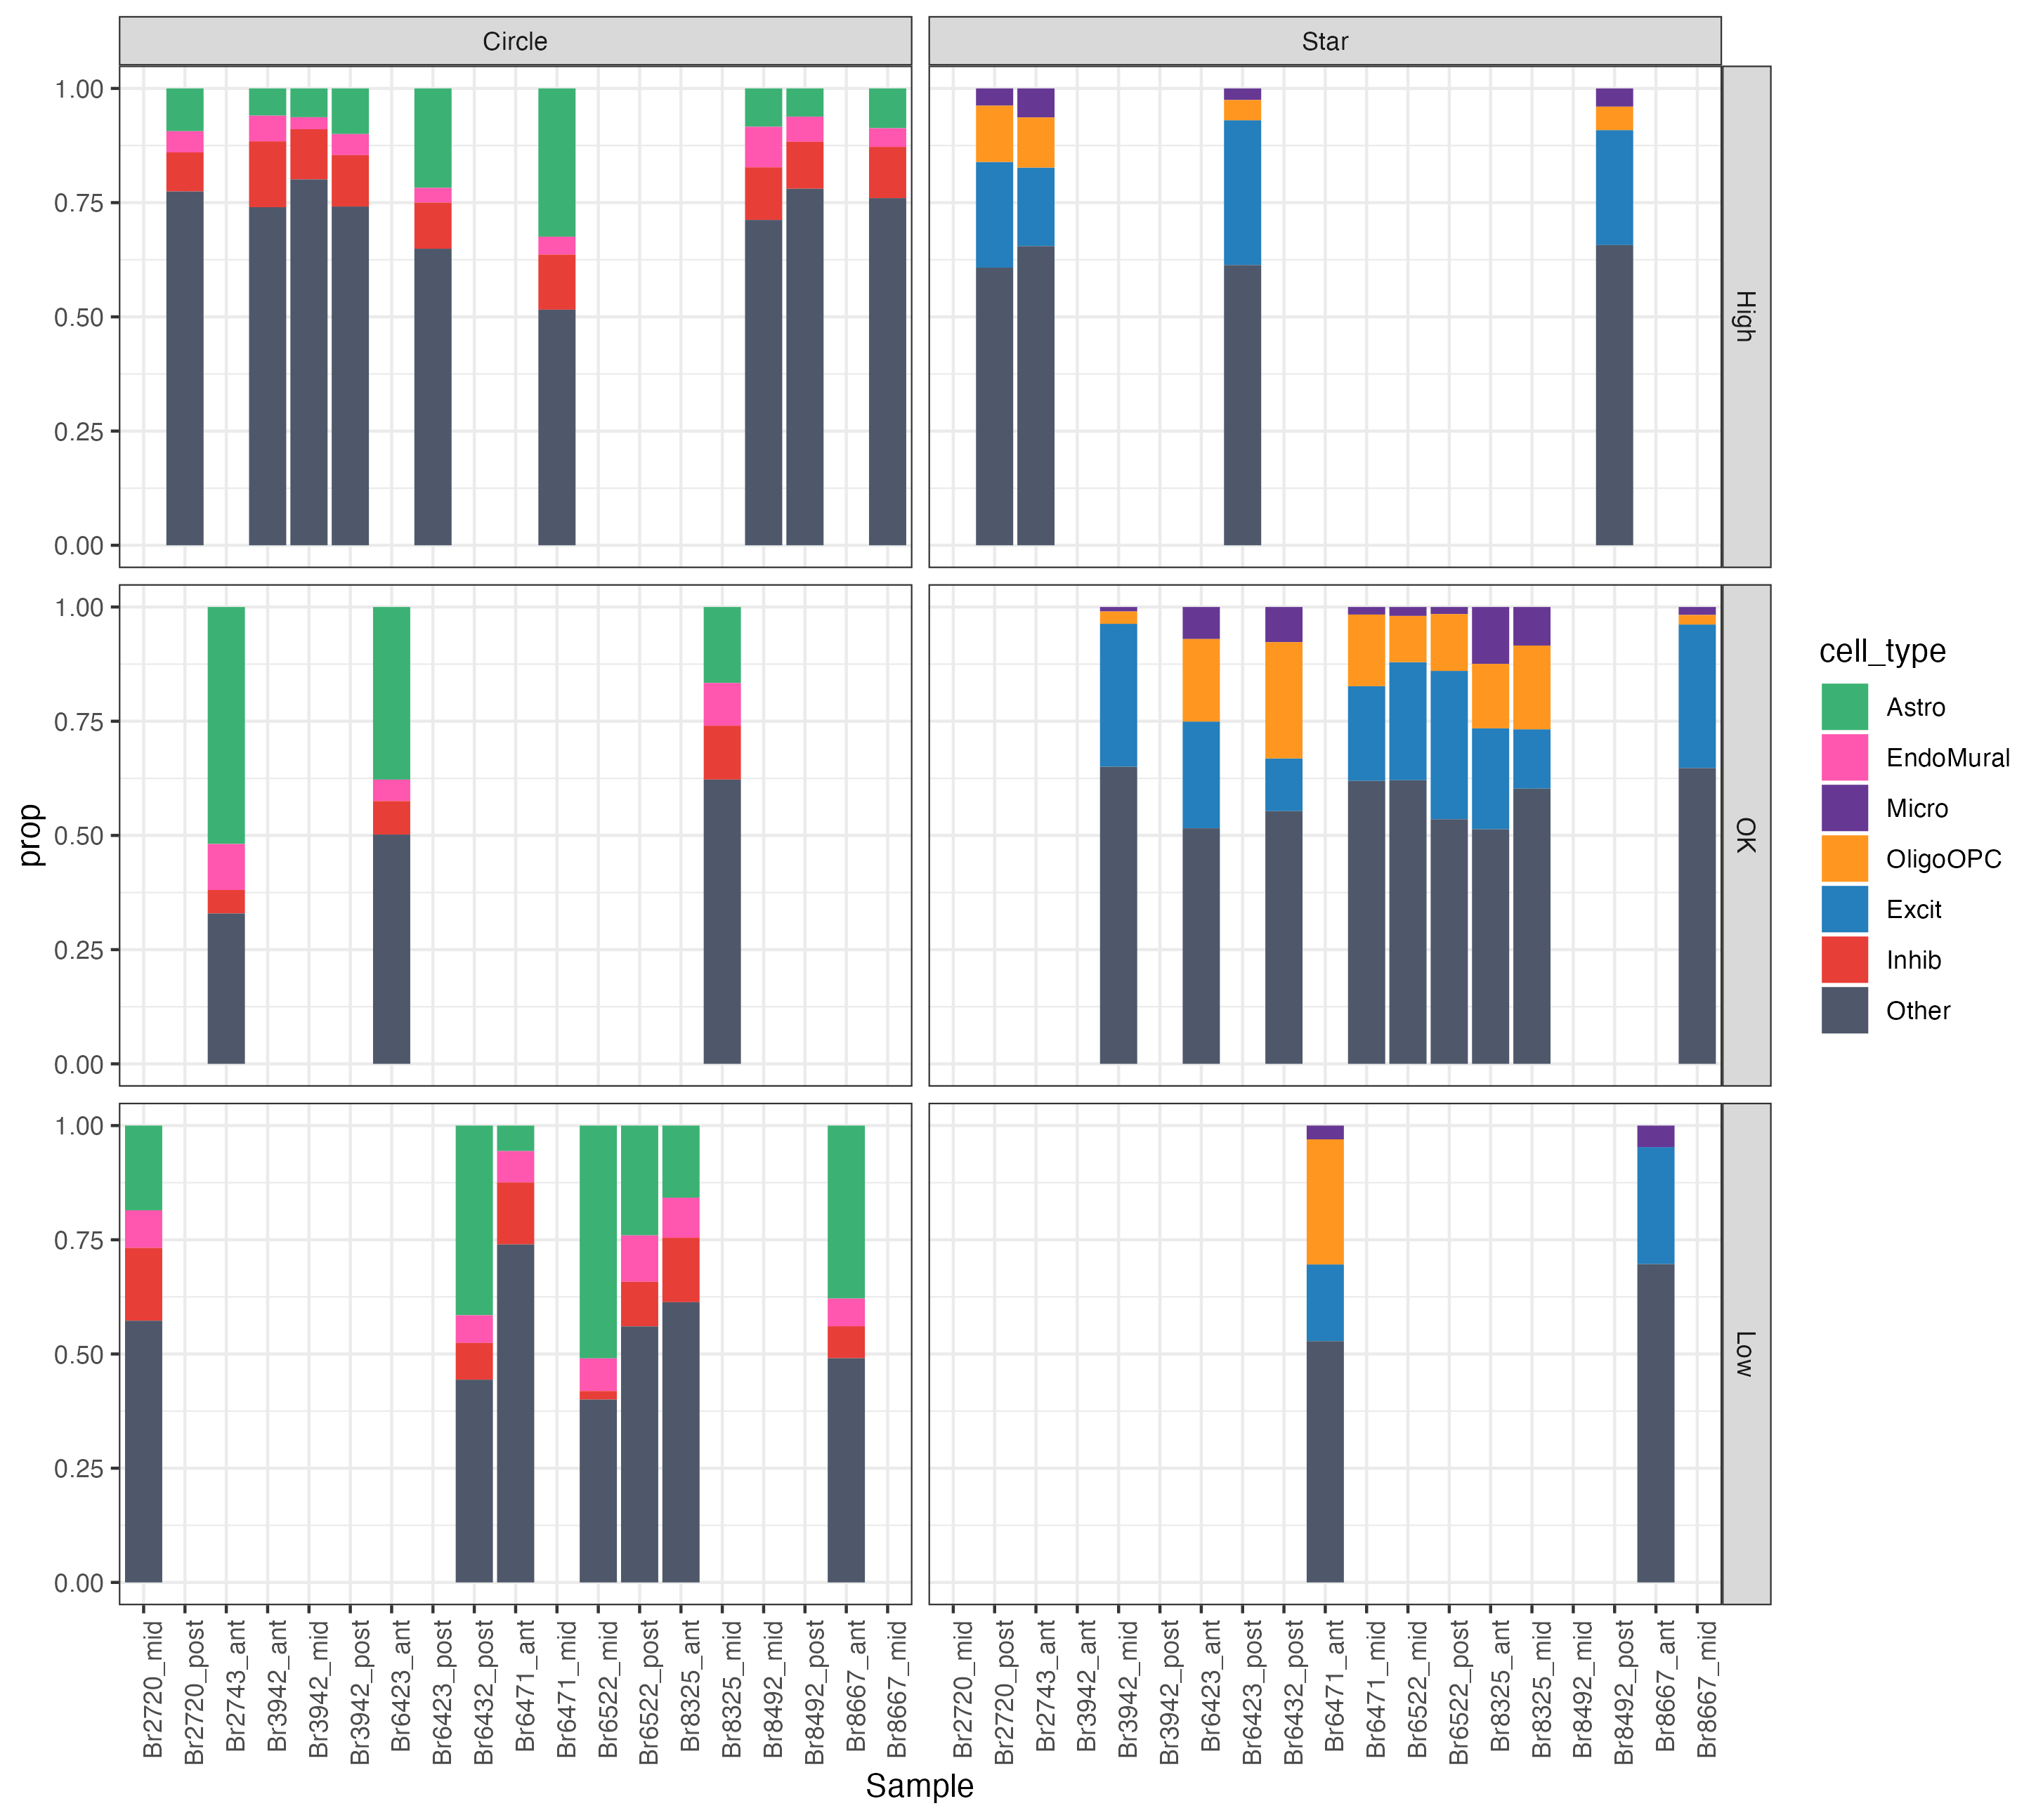 Circle
Star
1.00
0.75
0.50
0.25
0.00
High
1.00
0.75
0.50
0.25
0.00
OK
1.00
0.75
0.50
0.25
0.00
Low
prop
Br2720_mid
Br2720_post
Br2743_ant
Br3942_ant
Br3942_mid
Br3942_post
Br6423_ant
Br6423_post
Br6432_post
Br6471_ant
Br6471_mid
Br6522_mid
Br6522_post
Br8325_ant
Br8325_mid
Br8492_mid
Br8492_post
Br8667_ant
Br8667_mid
Br2720_mid
Br2720_post
Br2743_ant
Br3942_ant
Br3942_mid
Br3942_post
Br6423_ant
Br6423_post
Br6432_post
Br6471_ant
Br6471_mid
Br6522_mid
Br6522_post
Br8325_ant
Br8325_mid
Br8492_mid
Br8492_post
Br8667_ant
Br8667_mid
Sample
cell_type
Astro
EndoMural
Micro
OligoOPC
Excit
Inhib
Other